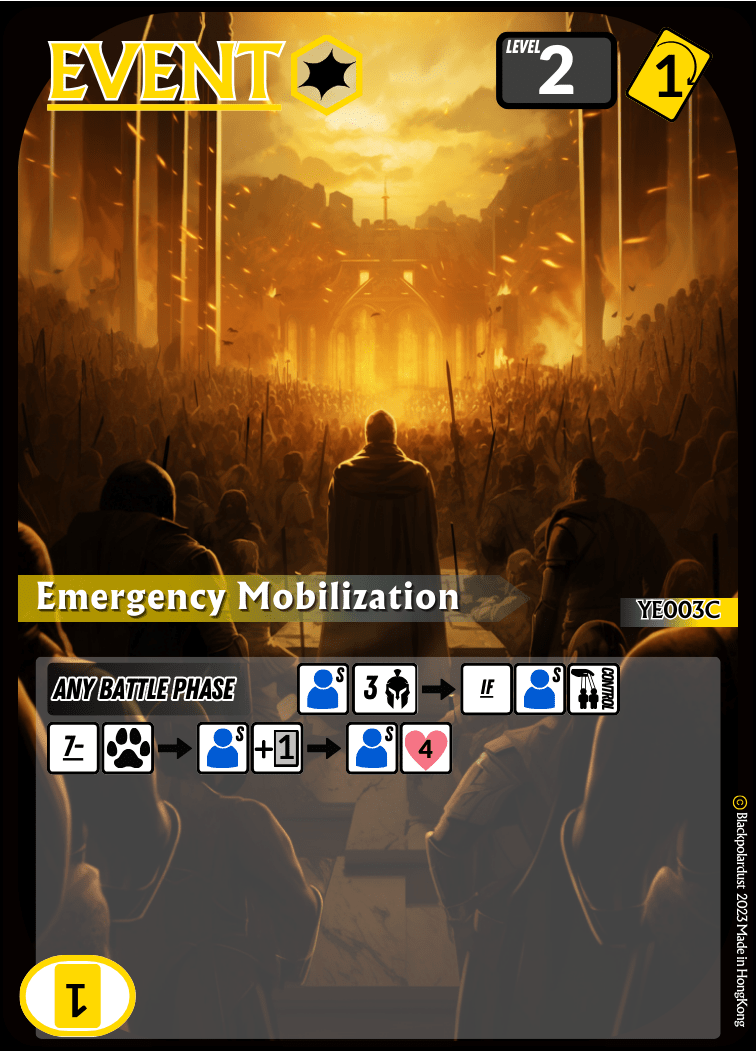 EVENT
LEVEL 2
1
Emergency Mobilization
YE003C
ANY BATTLE PHASE S 3 IF S CONTROL
7- S +1 S 4
© Blackpolardust 2023 Made in HongKong
1